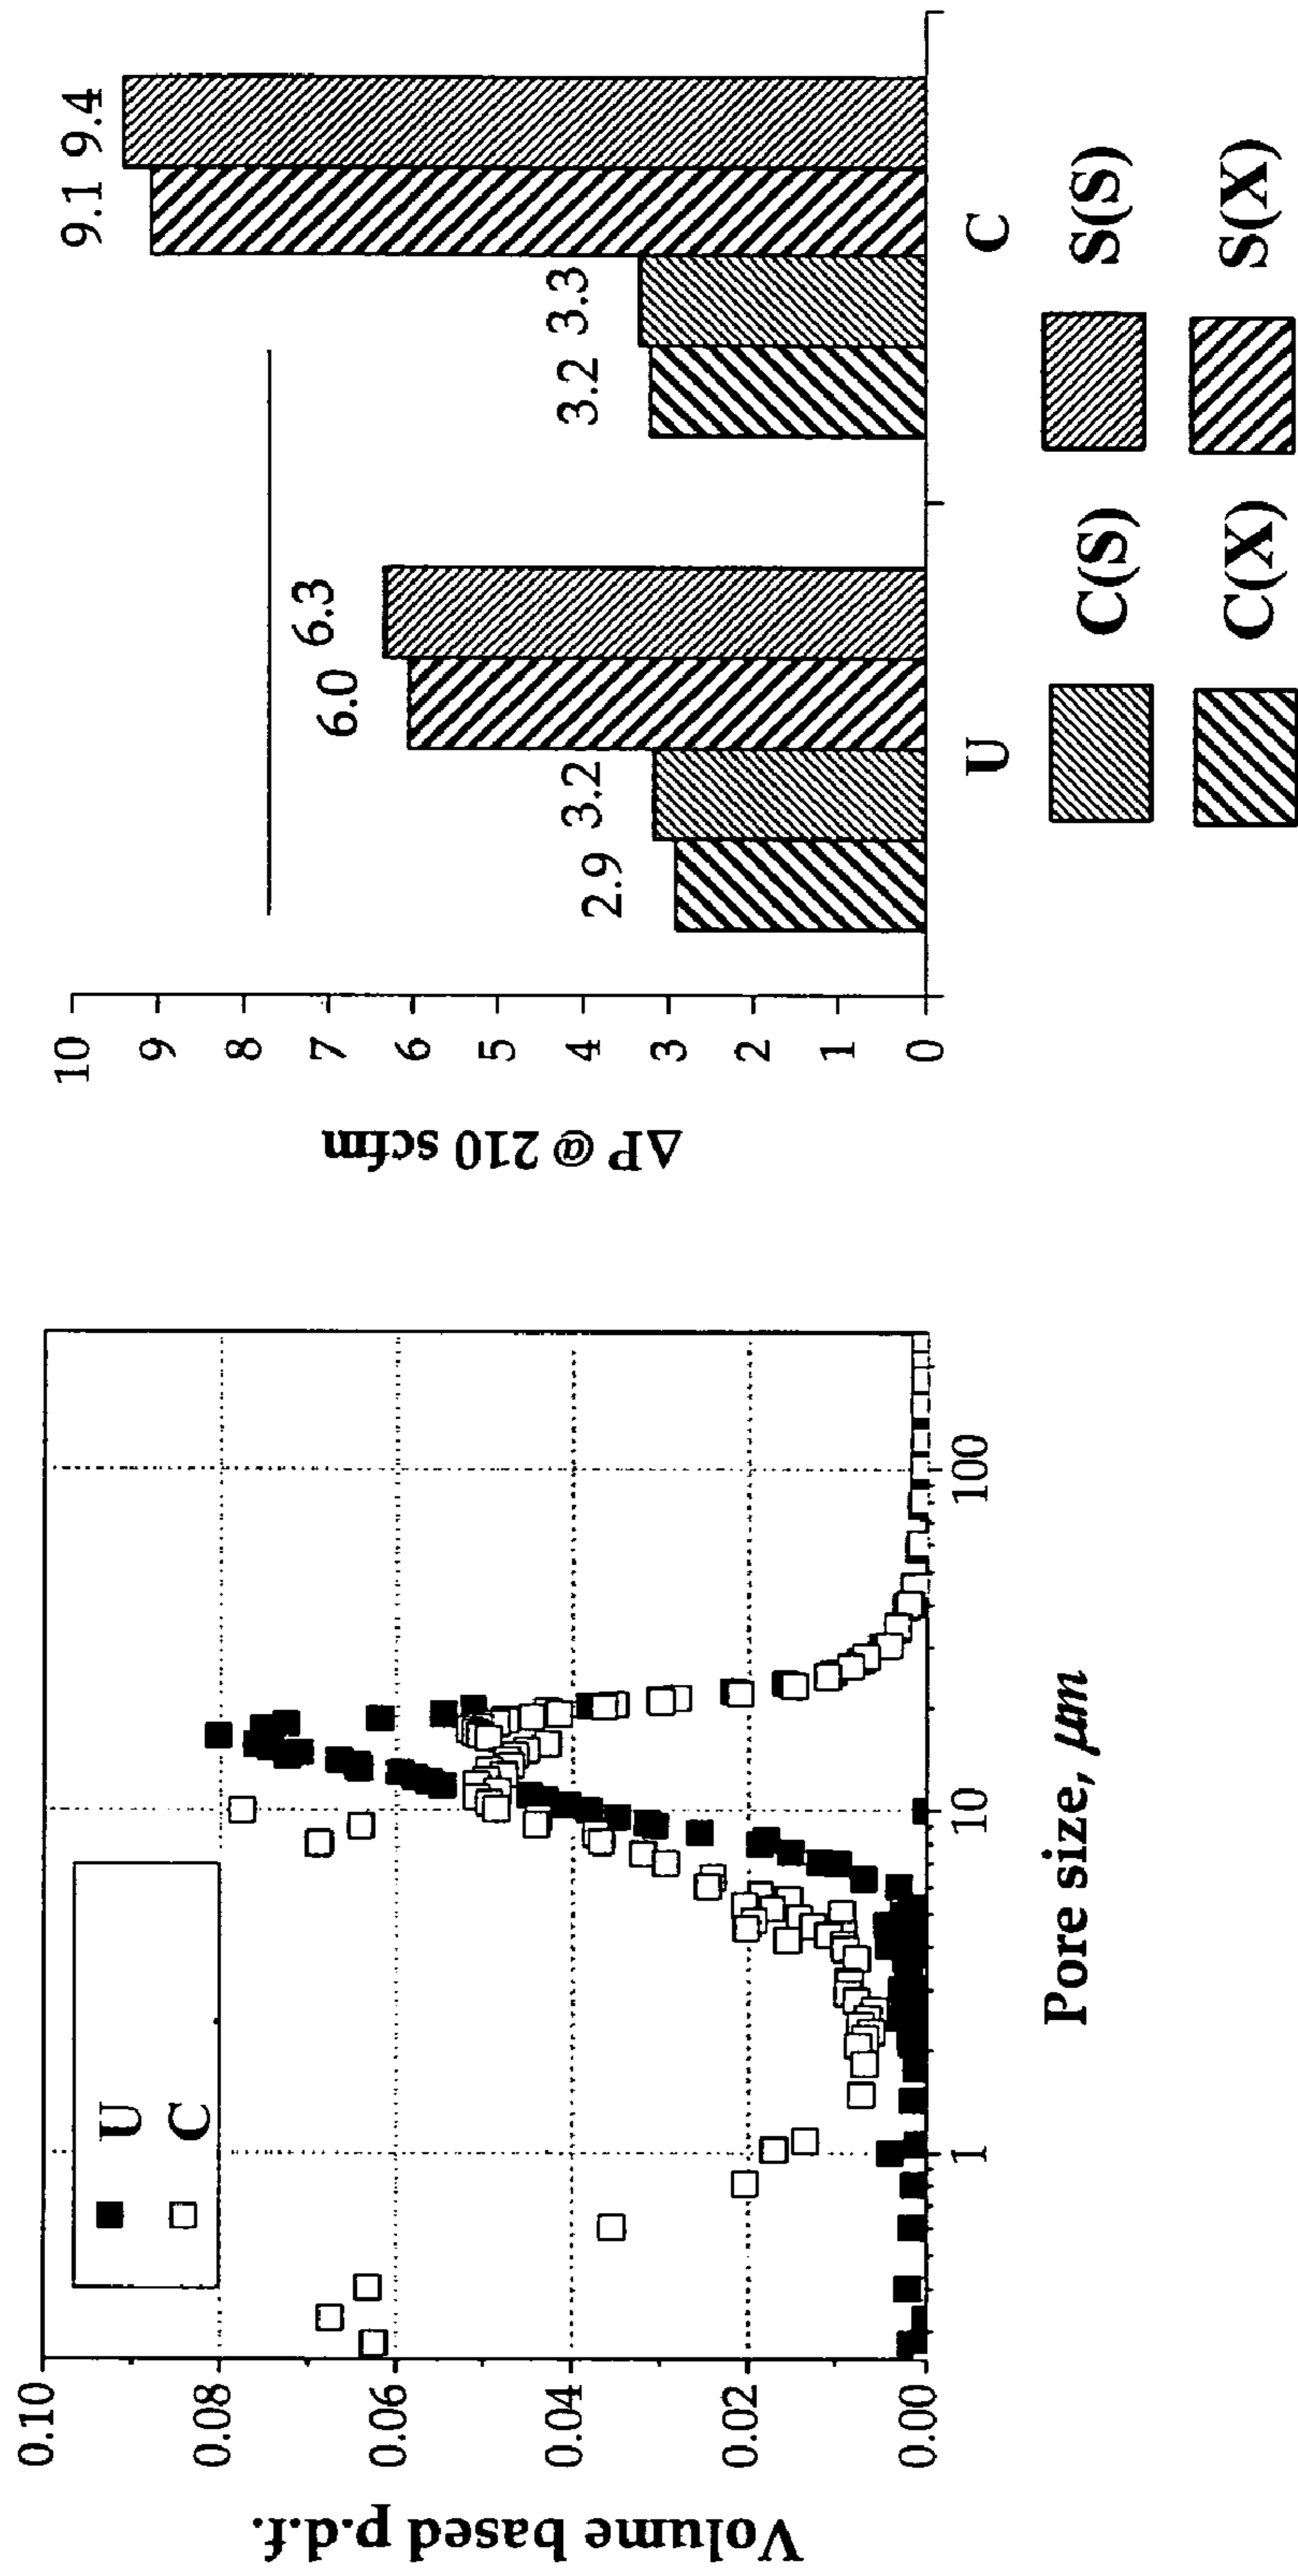 Volume based p.d.f.
0.10
0.08
0.06
0.04
0.02
0.00
U
C
1
10
100
Pore size, μm
ΔP @ 210 scfm
10
9
8
7
6
5
4
3
2
1
0
2.9
3.2
6.0
6.3
3.2
3.3
9.1
9.4
U
C
C(S)
S(S)
C(X)
S(X)